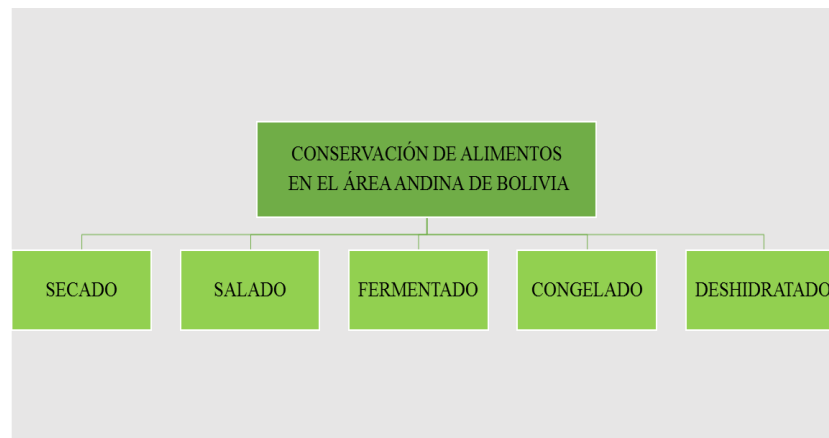 CONSERVACIÓN DE ALIMENTOS
EN EL ÁREA ANDINA DE BOLIVIA
SECADO
SALADO
FERMENTADO
CONGELADO
DESHIDRATADO